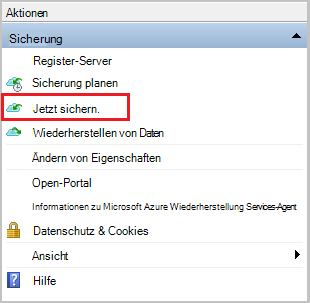 Aktionen
Sicherung
Register-Server
Sicherung planen
Jetzt sichern.
Wiederherstellen von Daten
Ändern von Eigenschaften
Open-Portal
Informationen zu Microsoft Azure Wiederherstellung Services-Agent
Datenschutz & Cookies
Ansicht
Hilfe